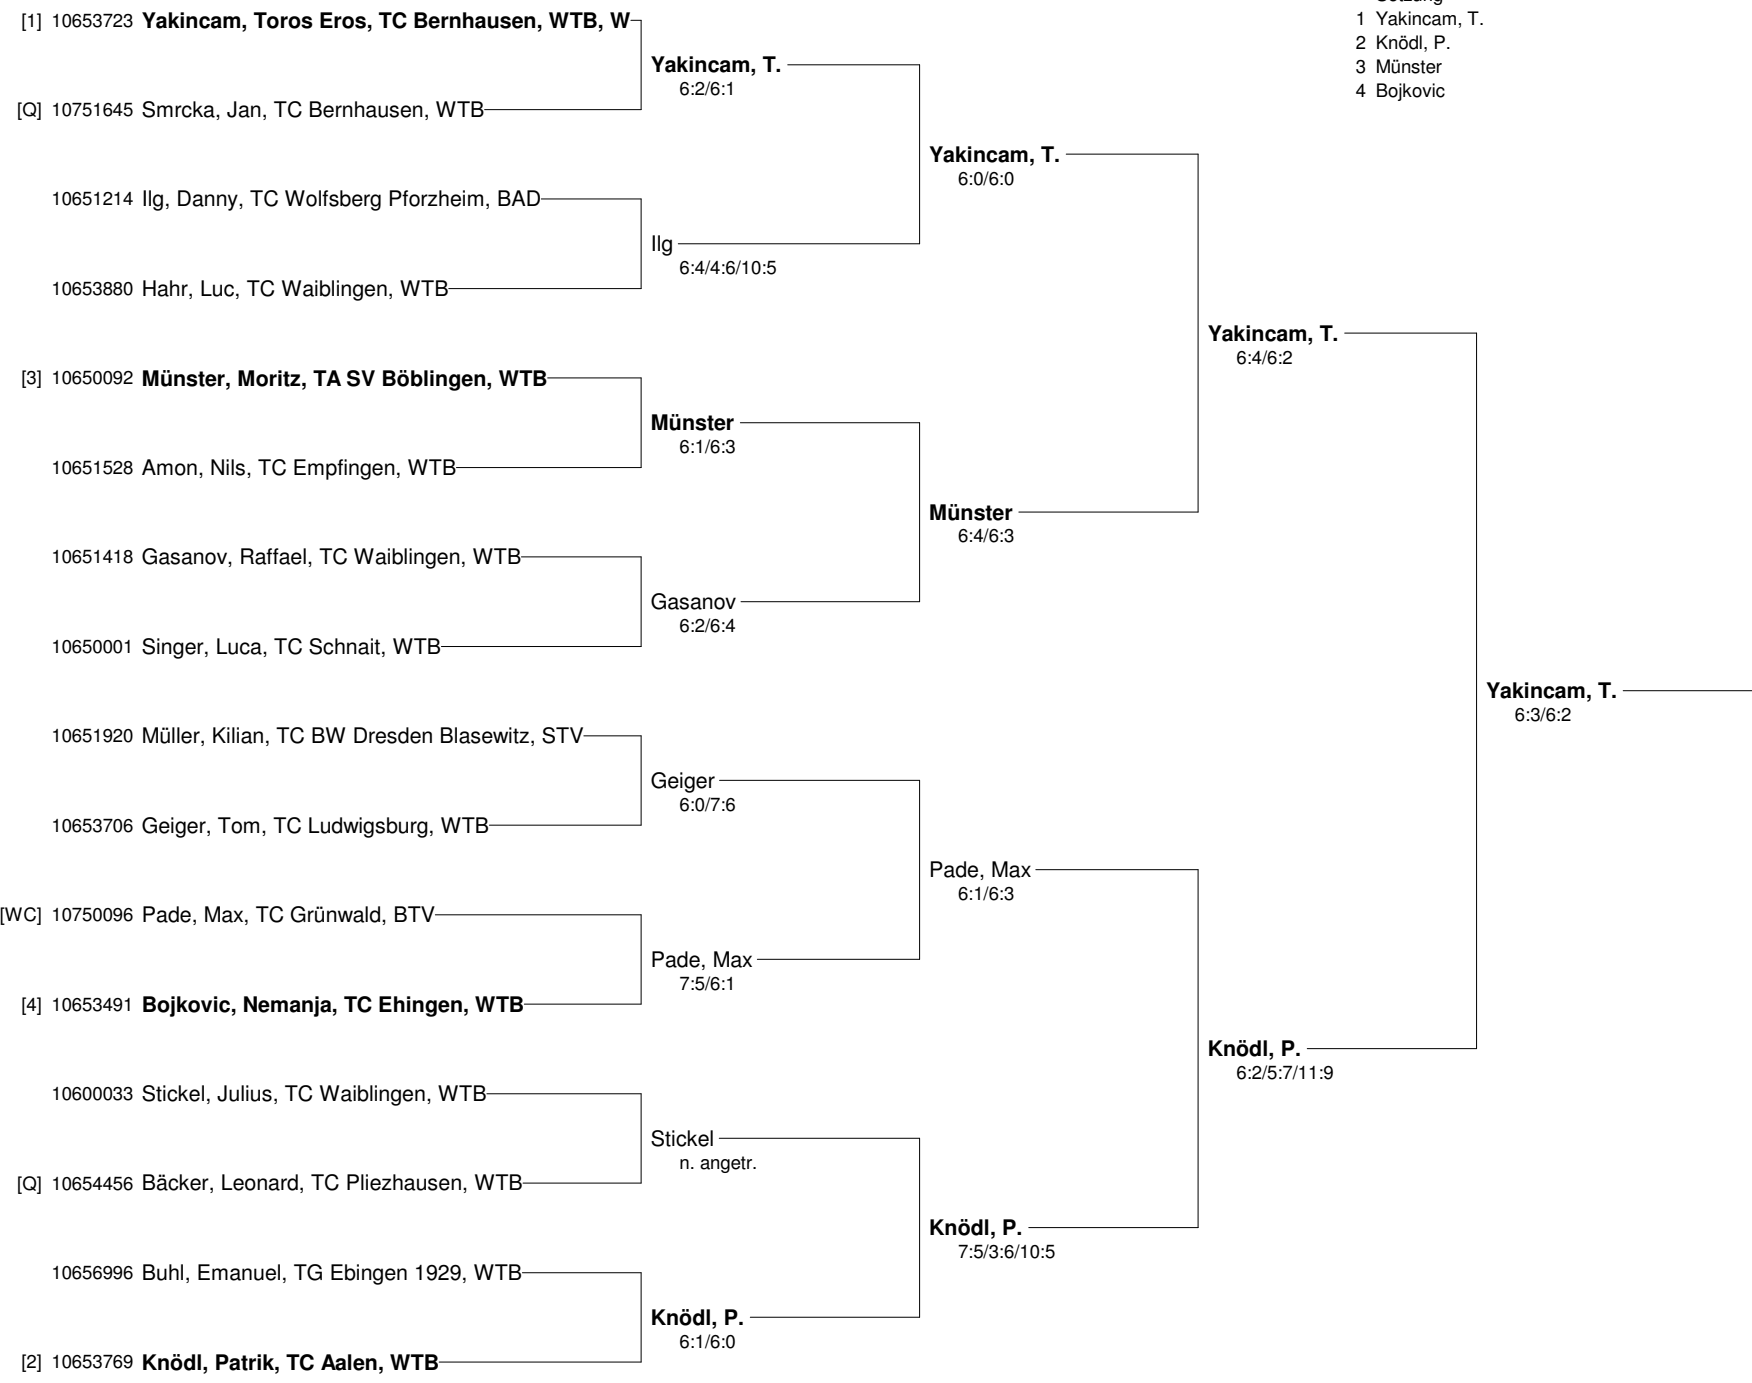 Setzung
1 Yakincam, T.
2 Knödl, P.
3 Münster
4 Bojkovic
[1] 10653723 Yakincam, Toros Eros, TC Bernhausen, WTB, W
Yakincam, T.
6:2/6:1
[Q] 10751645 Smrcka, Jan, TC Bernhausen, WTB
Yakincam, T.
6:0/6:0
10651214 Ilg, Danny, TC Wolfsberg Pforzheim, BAD
Ilg
6:4/4:6/10:5
10653880 Hahr, Luc, TC Waiblingen, WTB
Yakincam, T.
6:4/6:2
[3] 10650092 Münster, Moritz, TA SV Böblingen, WTB
Münster
6:1/6:3
10651528 Amon, Nils, TC Empfingen, WTB
Münster
6:4/6:3
10651418 Gasanov, Raffael, TC Waiblingen, WTB
Gasanov
6:2/6:4
10650001 Singer, Luca, TC Schnait, WTB
Yakincam, T.
6:3/6:2
10651920 Müller, Kilian, TC BW Dresden Blasewitz, STV
Geiger
6:0/7:6
10653706 Geiger, Tom, TC Ludwigsburg, WTB
Pade, Max
6:1/6:3
[WC] 10750096 Pade, Max, TC Grünwald, BTV
Pade, Max
7:5/6:1
[4] 10653491 Bojkovic, Nemanja, TC Ehingen, WTB
Knödl, P.
6:2/5:7/11:9
10600033 Stickel, Julius, TC Waiblingen, WTB
Stickel
n. angetr.
[Q] 10654456 Bäcker, Leonard, TC Pliezhausen, WTB
Knödl, P.
7:5/3:6/10:5
10656996 Buhl, Emanuel, TG Ebingen 1929, WTB
Knödl, P.
6:1/6:0
[2] 10653769 Knödl, Patrik, TC Aalen, WTB